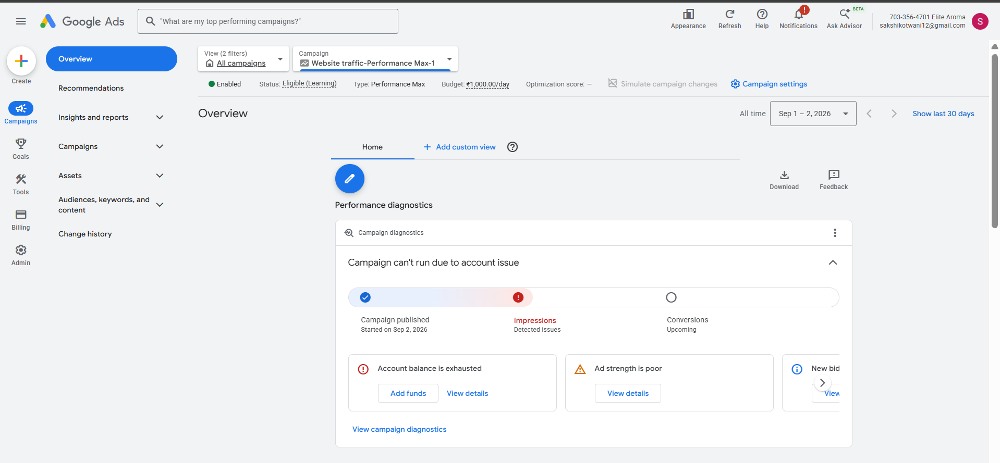 Google Ads
"What are my top performing campaigns?"
Appearance
Refresh
Help
Notifications
Ask Advisor
BETA
703-356-4701 Elite Aroma
sakshikotwani12@gmail.com
S
Create
Campaigns
Goals
Tools
Billing
Admin
Overview
Recommendations
Insights and reports
Campaigns
Assets
Audiences, keywords, and
content
Change history
View (2 filters)
All campaigns
Campaign
Website traffic-Performance Max-1
Enabled
Status: Eligible (Learning)
Type: Performance Max
Budget: ₹1,000.00/day
Optimization score: –
Simulate campaign changes
Campaign settings
Overview
All time
Sep 1 – 2, 2026
Show last 30 days
Home
Add custom view
Download
Feedback
Performance diagnostics
Campaign diagnostics
Campaign can't run due to account issue
Campaign published
Started on Sep 2, 2026
Impressions
Detected issues
Conversions
Upcoming
Account balance is exhausted
Add funds
View details
Ad strength is poor
View details
New bid
View
View campaign diagnostics